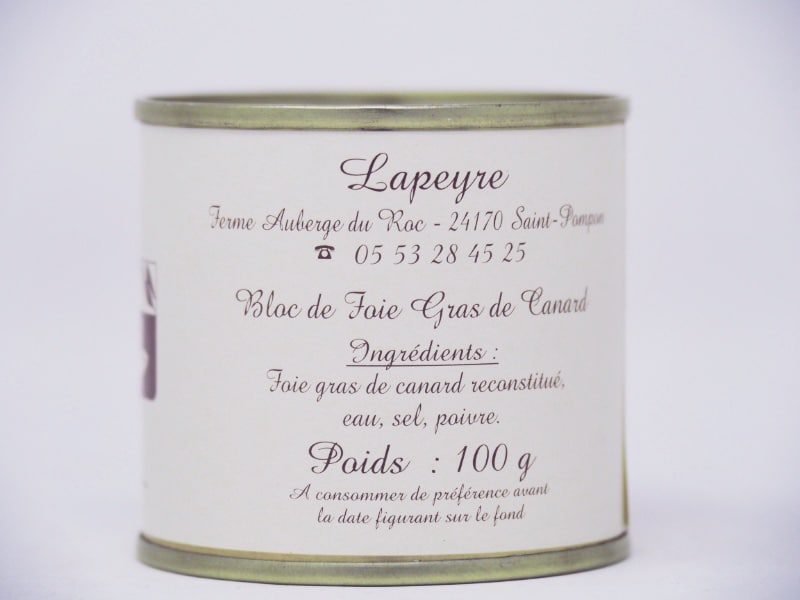 Lapeyre
Ferme Auberge du Roc - 24170 Saint-Pompon
☎ 05 53 28 45 25
Bloc de Foie Gras de Canard
Ingrédients :
Foie gras de canard reconstitué,
eau, sel, poivre.
Poids : 100 g
A consommer de préférence avant
la date figurant sur le fond